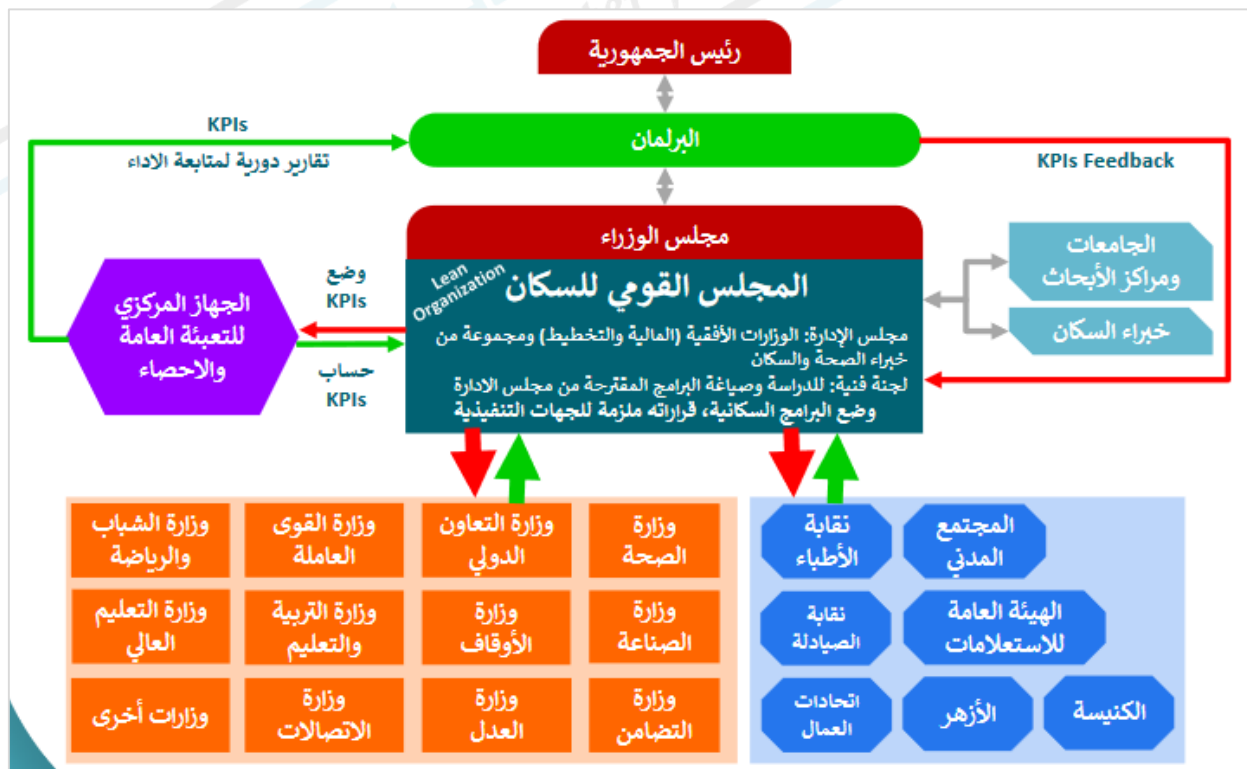 رئيس الجمهورية
KPIs
تقارير دورية لمتابعة الاداء
البرلمان
KPIs Feedback
مجلس الوزراء
Lean
Organization
المجلس القومي للسكان
مجلس الإدارة: الوزارات الأفقية (المالية والتخطيط) ومجموعة من
خبراء الصحة والسكان
لجنة فنية: للدراسة وصياغة البرامج المقترحة من مجلس الادارة
وضع البرامج السكانية، قراراته ملزمة للجهات التنفيذية
الجامعات
ومراكز الأبحاث
خبراء السكان
وضع
KPIs
حساب
KPIs
الجهاز المركزي
للتعبئة العامة
والاحصاء
المجتمع
المدني
نقابة
الأطباء
الهيئة العامة
للاستعلامات
نقابة
الصيادلة
الكنيسة
الأزهر
اتحادات
العمال
وزارة
الصحة
وزارة التعاون
الدولي
وزارة القوى
العاملة
وزارة الشباب
والرياضة
وزارة
الصناعة
وزارة
الأوقاف
وزارة التربية
والتعليم
وزارة التعليم
العالي
وزارة
التضامن
وزارة
العدل
وزارة
الاتصالات
وزارات أخرى